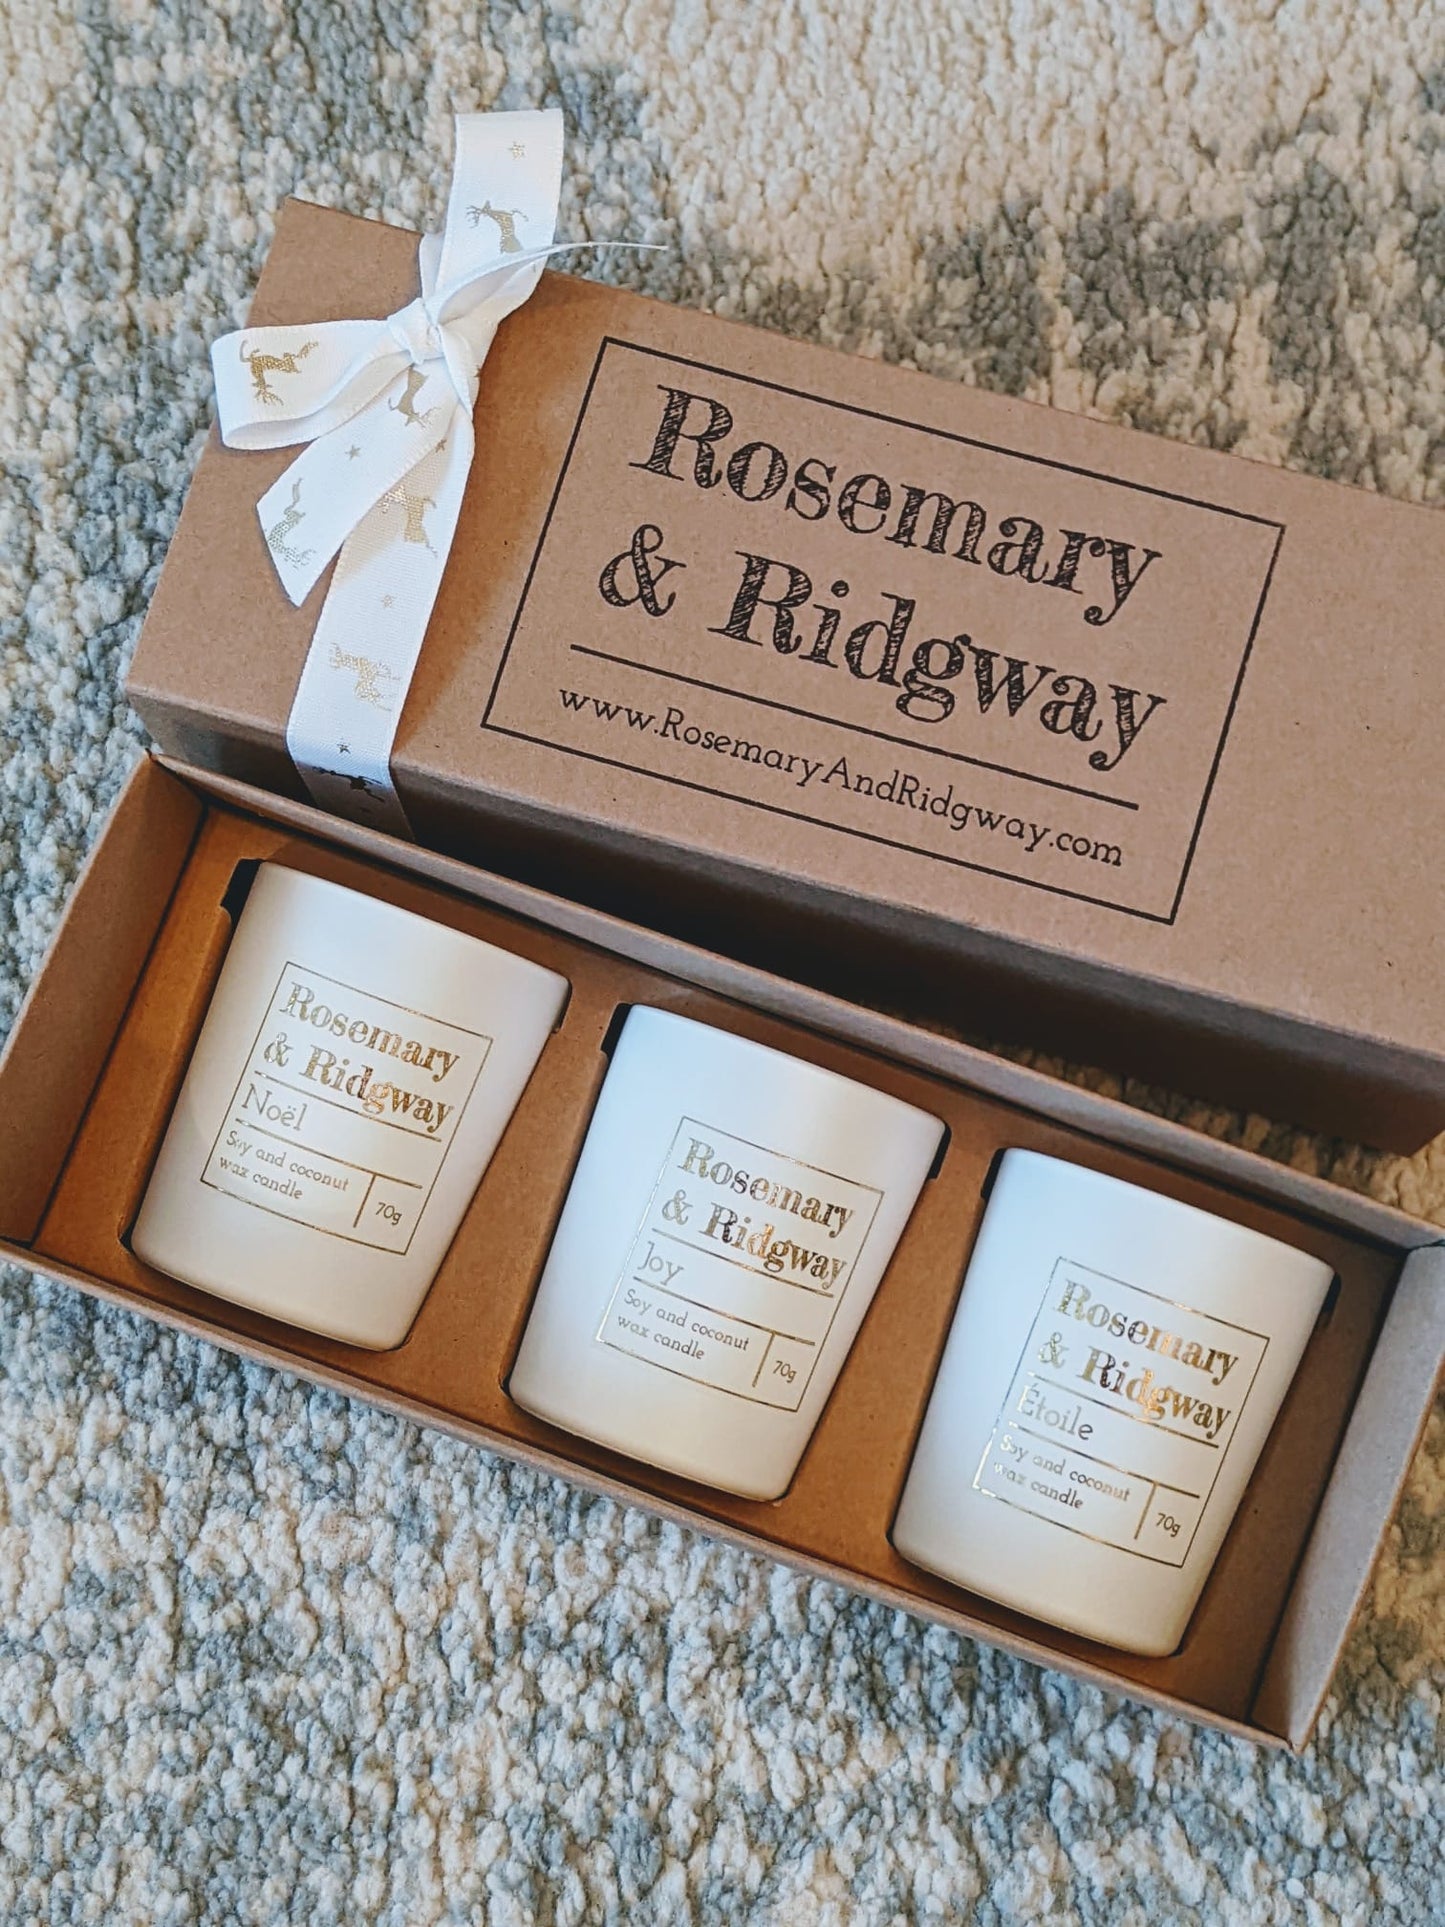 Rosemary
& Ridgway
www.RosemaryAndRidgway.com
Rosemary
& Ridgway
Noël
Soy and coconut
wax candle
70g
Rosemary
& Ridgway
Joy
Soy and coconut
wax candle
70g
Rosemary
& Ridgway
Étoile
Soy and coconut
wax candle
70g